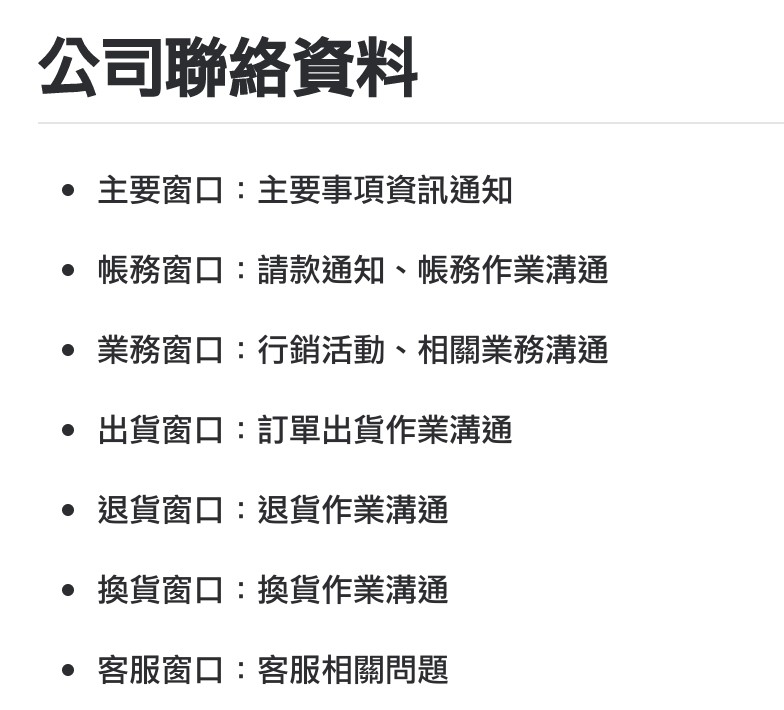 公司聯絡資料
主要窗口：主要事項資訊通知
帳務窗口：請款通知、帳務作業溝通
業務窗口：行銷活動、相關業務溝通
出貨窗口：訂單出貨作業溝通
退貨窗口：退貨作業溝通
換貨窗口：換貨作業溝通
客服窗口：客服相關問題